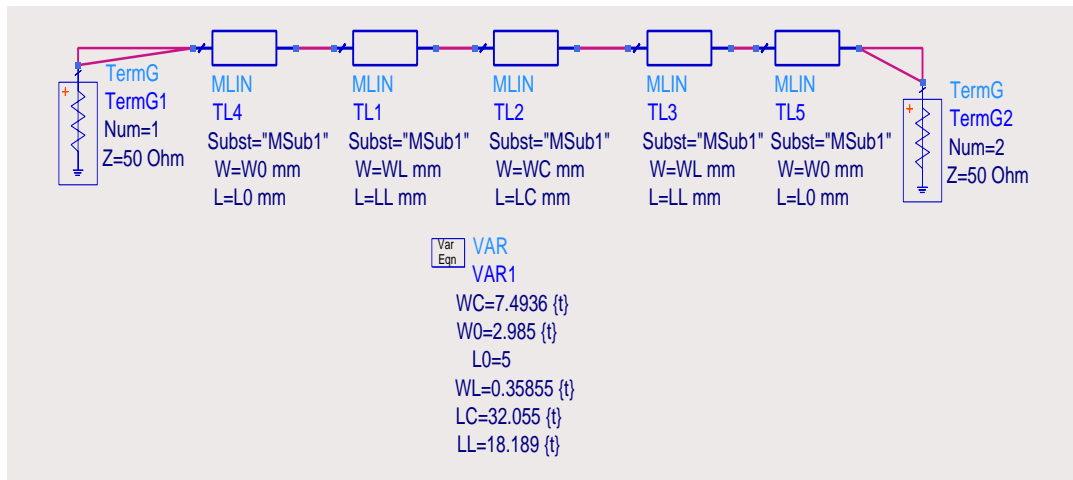 TermG
TermG1
Num=1
Z=50 Ohm
+
MLIN
TL4
Subst="MSub1"
W=W0 mm
L=L0 mm
MLIN
TL1
Subst="MSub1"
W=WL mm
L=LL mm
MLIN
TL2
Subst="MSub1"
W=WC mm
L=LC mm
MLIN
TL3
Subst="MSub1"
W=WL mm
L=LL mm
MLIN
TL5
Subst="MSub1"
W=W0 mm
L=L0 mm
TermG
TermG2
Num=2
Z=50 Ohm
+
Var
Eqn
VAR
VAR1
WC=7.4936 {t}
W0=2.985 {t}
L0=5
WL=0.35855 {t}
LC=32.055 {t}
LL=18.189 {t}